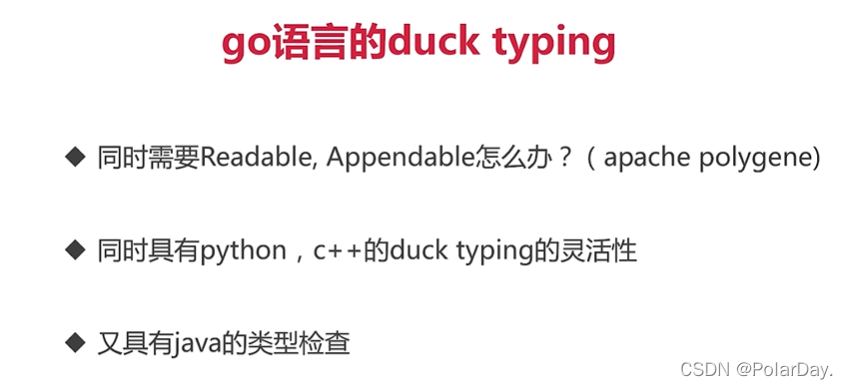 go语言的duck typing
◆ 同时需要Readable, Appendable怎么办？（apache polygene)
◆ 同时具有python，c++的duck typing的灵活性
◆ 又具有java的类型检查
CSDN @PolarDay.